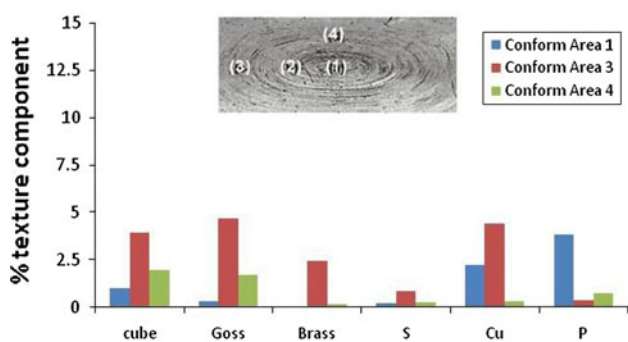 % texture component
15
12.5
10
7.5
5
2.5
0
(4)
(3) (2) (1)
Conform Area 1
Conform Area 3
Conform Area 4
cube Goss Brass S Cu P